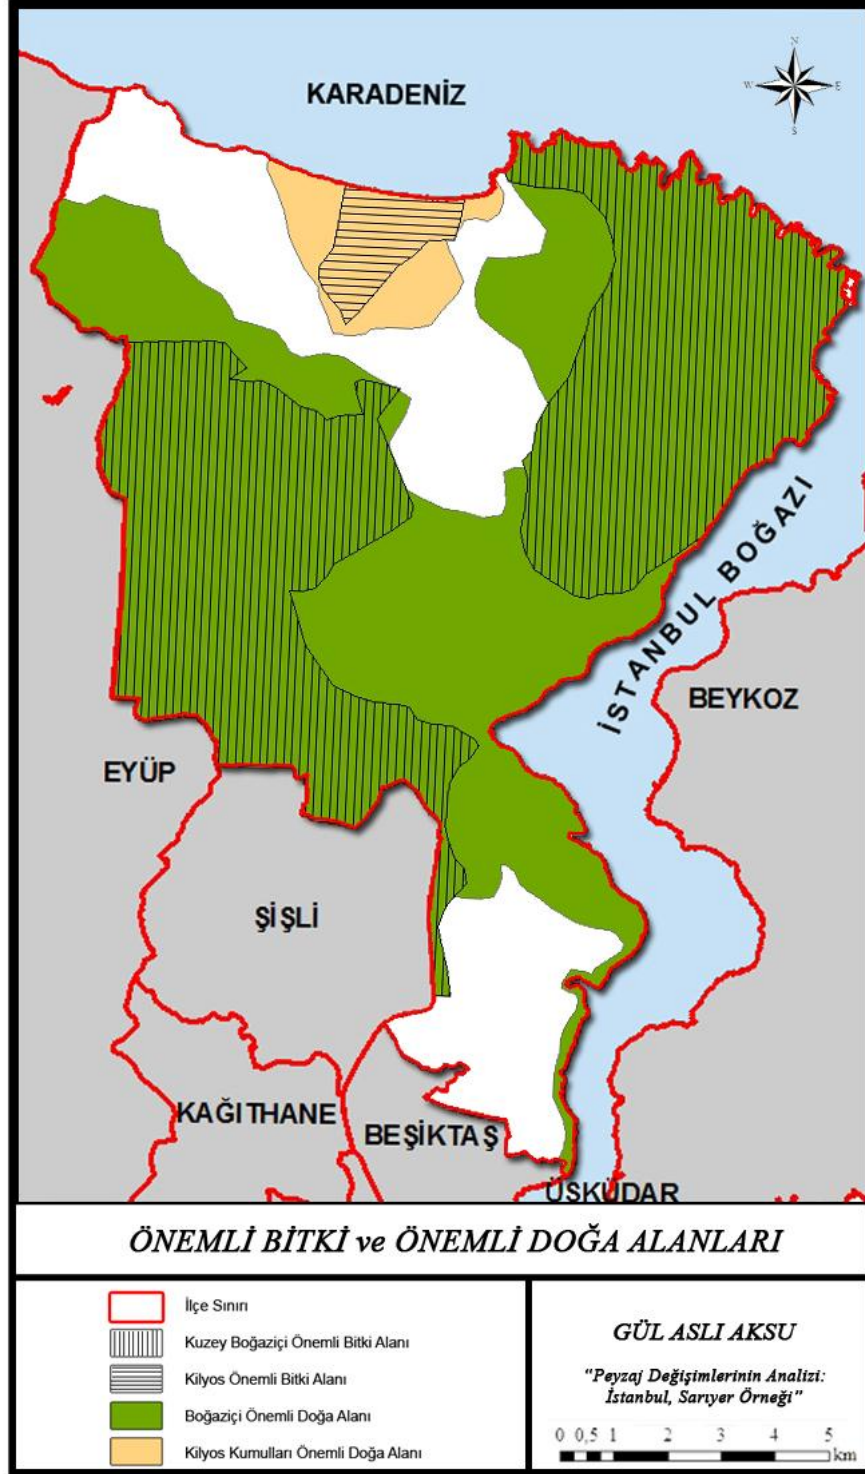 KARADENİZ
N
W E
S
İSTANBUL BOĞAZI
BEYKOZ
EYÜP
ŞİŞLİ
KAĞITHANE
BEŞİKTAŞ
ÜSKÜDAR
ÖNEMLİ BİTKİ ve ÖNEMLİ DOĞA ALANLARI
İlçe Sınırı
Kuzey Boğaziçi Önemli Bitki Alanı
Kilyos Önemli Bitki Alanı
Boğaziçi Önemli Doğa Alanı
Kilyos Kumulları Önemli Doğa Alanı
GÜL ASLI AKSU
"Peyzaj Değişimlerinin Analizi:
İstanbul, Sarıyer Örneği"
0 0,5 1 2 3 4 5
km